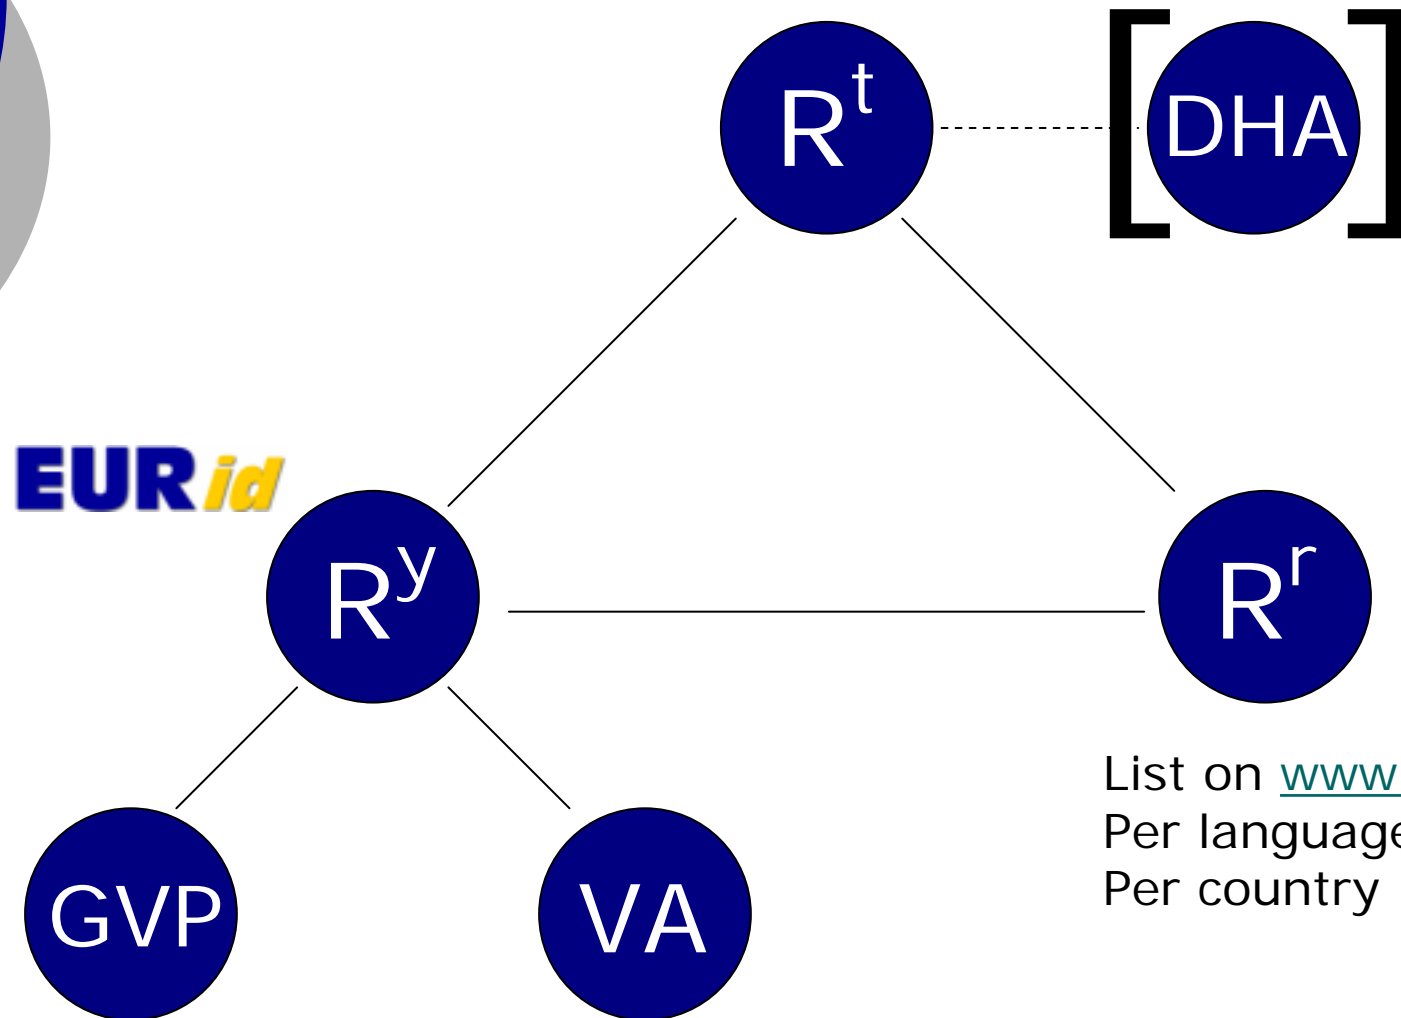 R^t
[DHA]
EURid
R^y
R^r
List on www
Per language
Per country
GVP
VA